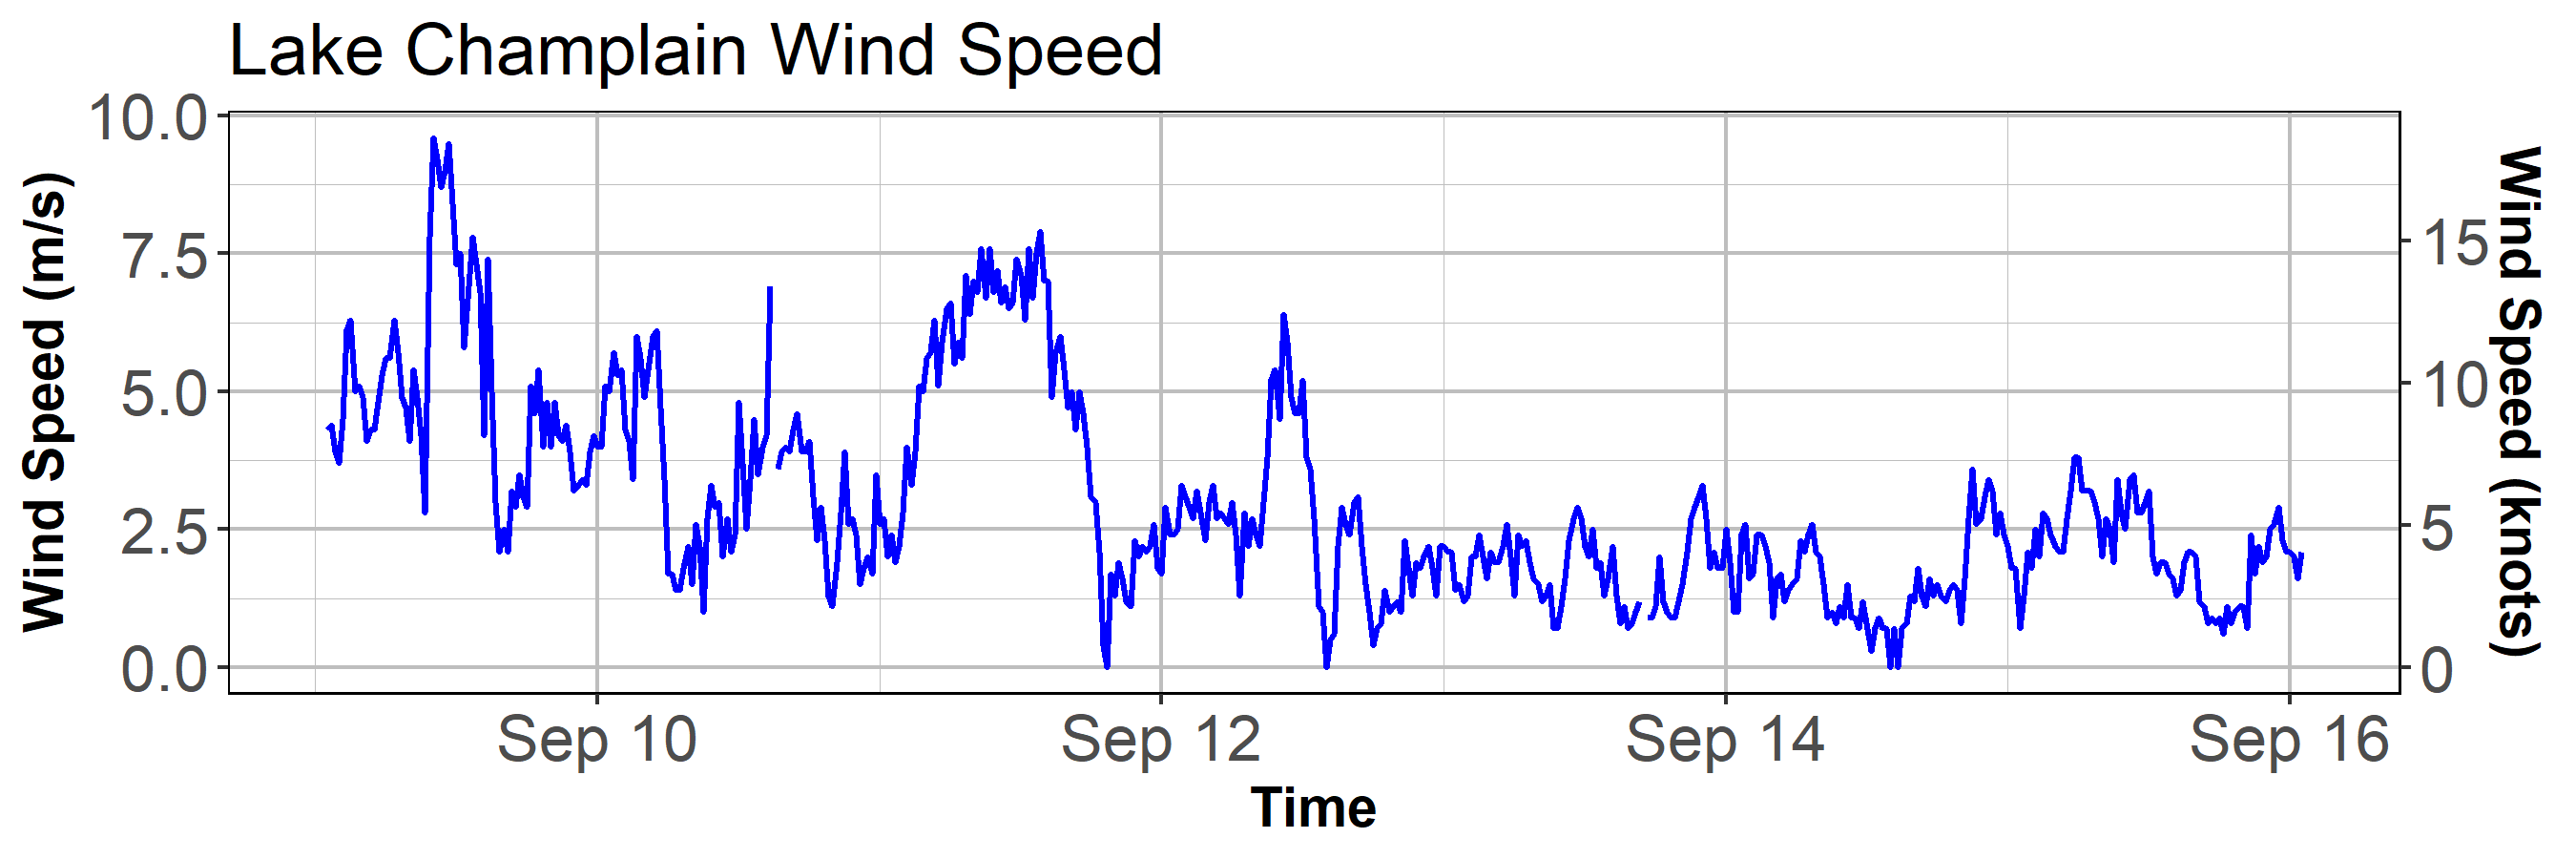 Lake Champlain Wind Speed
Wind Speed (m/s)
10.0
7.5
5.0
2.5
0.0
15
10
5
0
Wind Speed (knots)
Sep 10
Sep 12
Sep 14
Sep 16
Time